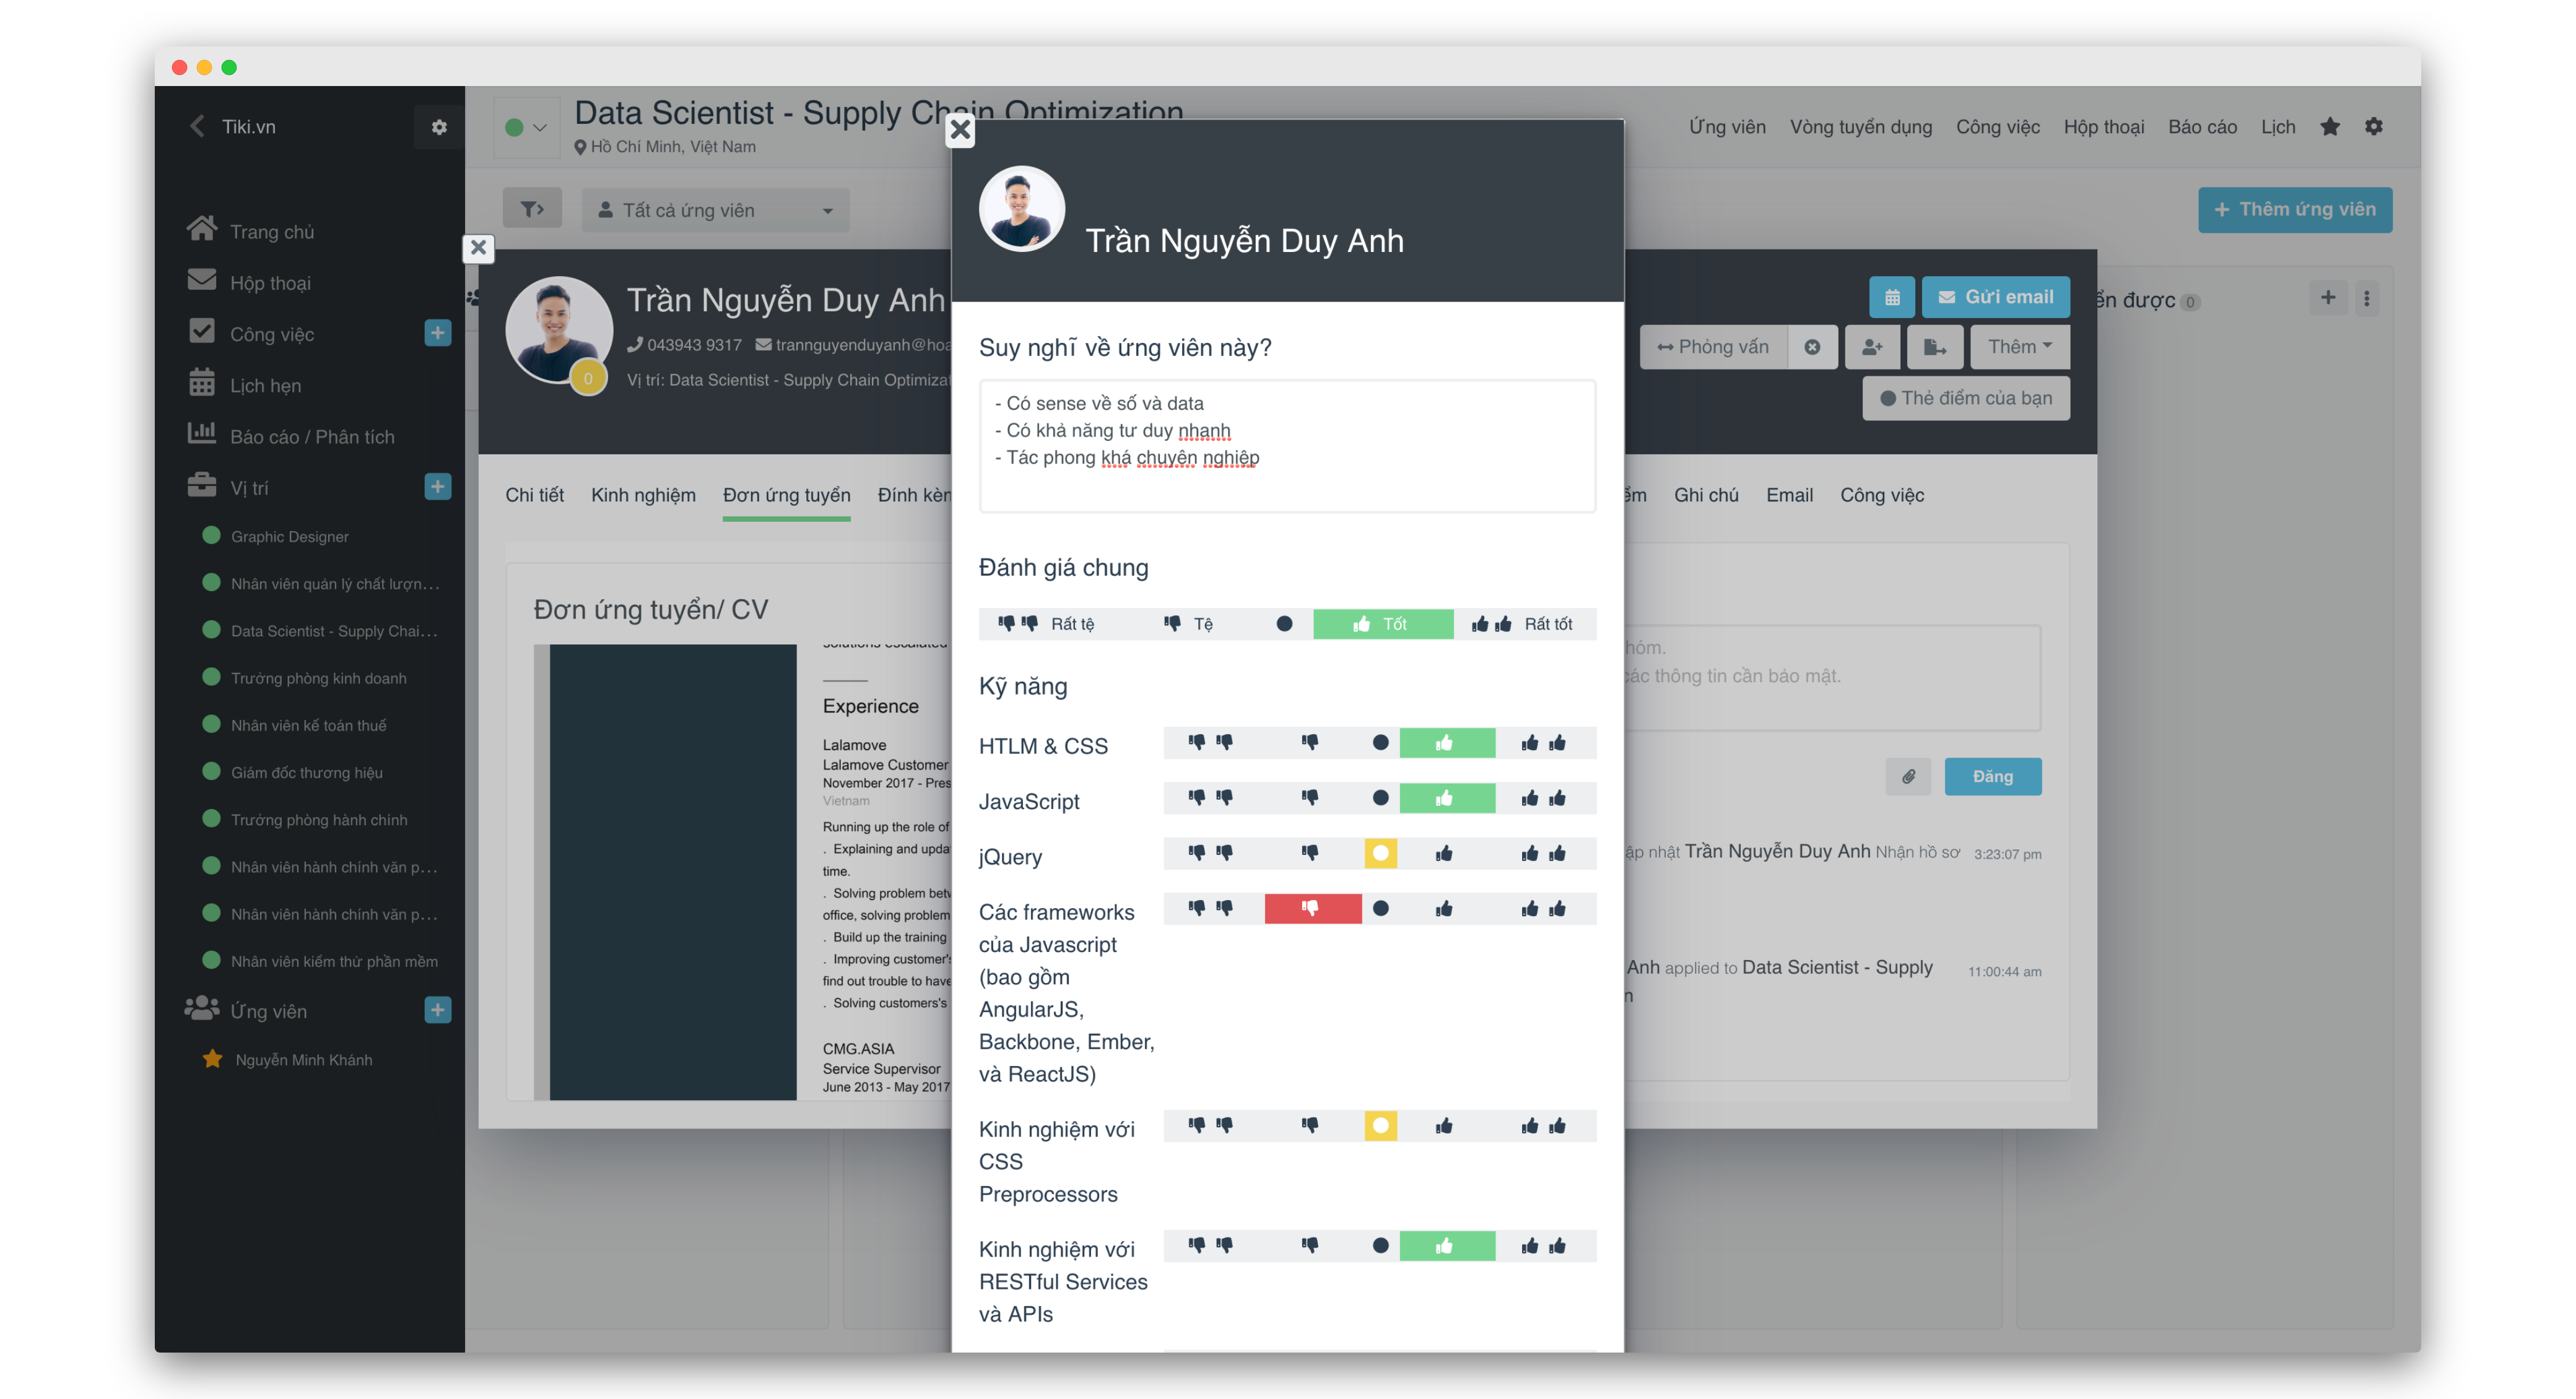 Tiki.vn
Trang chủ
Hộp thoại
Công việc
Lịch hẹn
Báo cáo / Phân tích
Vị trí
Graphic Designer
Nhân viên quản lý chất lượn...
Data Scientist - Supply Chai...
Trưởng phòng kinh doanh
Nhân viên kế toán thuế
Giám đốc thương hiệu
Trưởng phòng hành chính
Nhân viên hành chính văn p...
Nhân viên hành chính văn p...
Nhân viên kiểm thử phần mềm
Ứng viên
Nguyễn Minh Khánh
Data Scientist - Supply Chain Optimization
Hồ Chí Minh, Việt Nam
Ứng viên Vòng tuyển dụng Công việc Hộp thoại Báo cáo Lịch
Tất cả ứng viên
+ Thêm ứng viên
Trần Nguyễn Duy Anh
043943 9317 trannguyenduyanh@hoa
Vị trí: Data Scientist - Supply Chain Optimizat
0
Gửi email
Phỏng vấn
Thêm
Thẻ điểm của bạn
ển được 0
Chi tiết Kinh nghiệm Đơn ứng tuyển Đính kèn
ểm Ghi chú Email Công việc
Đơn ứng tuyển/ CV
Experience
Lalamove
Lalamove Customer
November 2017 - Pres
Vietnam
Running up the role of
. Explaining and upda
time.
. Solving problem betw
office, solving problem
. Build up the training
. Improving customer's
find out trouble to have
. Solving customers's
CMG.ASIA
Service Supervisor
June 2013 - May 2017
Trần Nguyễn Duy Anh
Suy nghĩ về ứng viên này?
- Có sense về số và data
- Có khả năng tư duy nhanh
- Tác phong khá chuyên nghiệp
Đánh giá chung
Rất tệ Tệ Tốt Rất tốt
Kỹ năng
HTLM & CSS
JavaScript
jQuery
Các frameworks
của Javascript
(bao gồm
AngularJS,
Backbone, Ember,
và ReactJS)
Kinh nghiệm với
CSS
Preprocessors
Kinh nghiệm với
RESTful Services
và APIs
hóm.
các thông tin cần bảo mật.
Đăng
ập nhật Trần Nguyễn Duy Anh Nhận hồ sơ 3:23:07 pm
Anh applied to Data Scientist - Supply 11:00:44 am
n